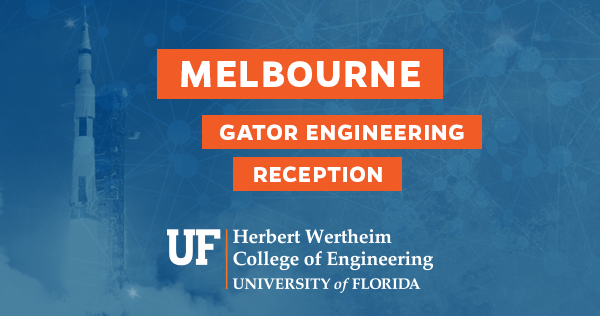 MELBOURNE
GATOR ENGINEERING
RECEPTION
UF
Herbert Wertheim
College of Engineering
UNIVERSITY of FLORIDA